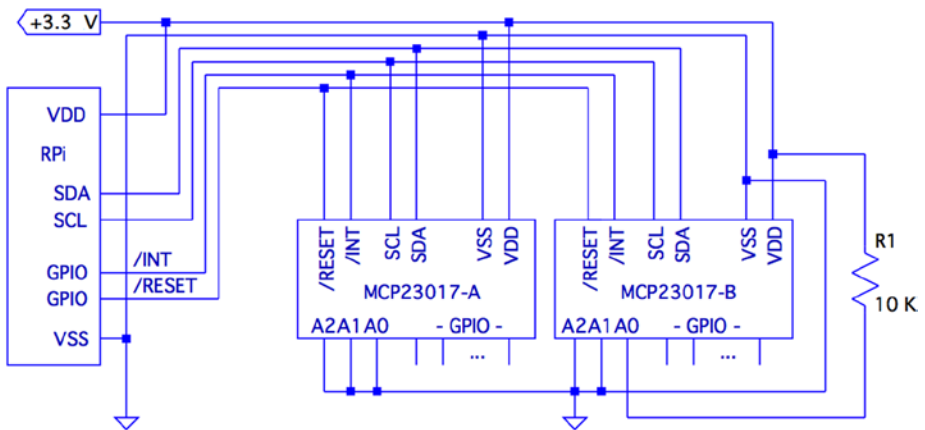 +3.3 V
VDD
RPi
SDA
SCL
GPIO
/INT
GPIO
/RESET
VSS
/RESET
/INT
SCL
SDA
VSS
VDD
MCP23017-A
A2 A1 A0
- GPIO -
...
/RESET
/INT
SCL
SDA
VSS
VDD
MCP23017-B
A2 A1 A0
- GPIO -
...
R1
10 K